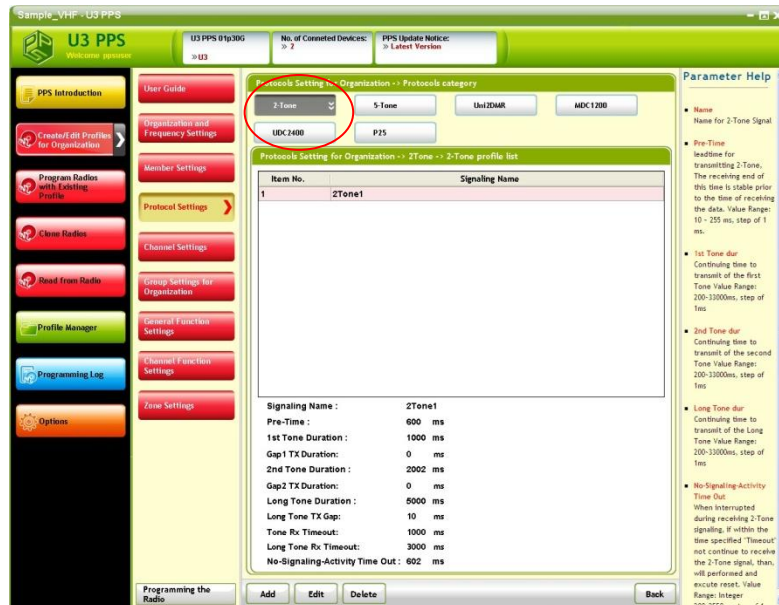 Sample_VHF - U3 PPS
U3 PPS
Welcome ppsuser
U3 PPS 01p30G
>>U3
No. of Conneted Devices:
>> 2
PPS Update Notice:
>> Latest Version
PPS Introduction
Create/Edit Profiles
for Organization
Program Radios
with Existing
Profile
Clone Radios
Read from Radio
Profile Manager
Programming Log
Options
User Guide
Organization and
Frequency Settings
Member Settings
Protocol Settings
Channel Settings
Group Settings for
Organization
General Function
Settings
Channel Function
Settings
Zone Settings
Programming the
Radio
Protocols Setting for Organization -> Protocols category
2-Tone
5-Tone
Uni2DMR
MDC1200
UDC2400
P25
Protocols Setting for Organization -> 2Tone -> 2-Tone profile list
Item No. Signaling Name
1 2Tone1
Signaling Name : 2Tone1
Pre-Time : 600 ms
1st Tone Duration : 1000 ms
Gap1 TX Duration: 0 ms
2nd Tone Duration : 2002 ms
Gap2 TX Duration: 0 ms
Long Tone Duration : 5000 ms
Long Tone TX Gap: 10 ms
Tone Rx Timeout: 1000 ms
Long Tone Rx Timeout: 3000 ms
No-Signaling-Activity Time Out : 602 ms
Add Edit Delete Back
Parameter Help
Name
Name for 2-Tone Signal
Pre-Time
leadtime for
transmitting 2-Tone,
The receiving end of
this time is stable prior
to the time of receiving
the data. Value Range:
10 - 255 ms, step of 1
ms.
1st Tone dur
Continuing time to
transmit of the first
Tone Value Range:
200-33000ms, step of
1ms
2nd Tone dur
Continuing time to
transmit of the second
Tone Value Range:
200-33000ms, step of
1ms
Long Tone dur
Continuing time to
transmit of the Long
Tone Value Range:
200-33000ms, step of
1ms
No-Signaling-Activity
Time Out
When interrupted
during receiving 2-Tone
signaling, if within the
time specified 'Timeout'
not continue to receive
the 2-Tone signal, than,
will performed and
excute reset, Value
Range: Integer